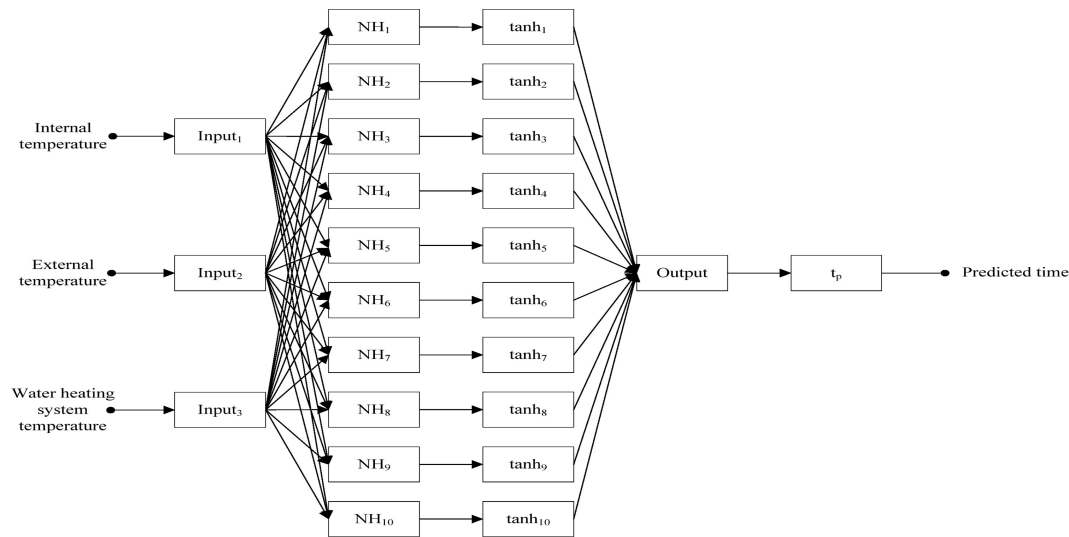 Internal
temperature
External
temperature
Water heating
system
temperature
Input₁
Input₂
Input₃
NH₁
NH₂
NH₃
NH₄
NH₅
NH₆
NH₇
NH₈
NH₉
NH₁₀
tanh₁
tanh₂
tanh₃
tanh₄
tanh₅
tanh₆
tanh₇
tanh₈
tanh₉
tanh₁₀
Output
tₚ
Predicted time